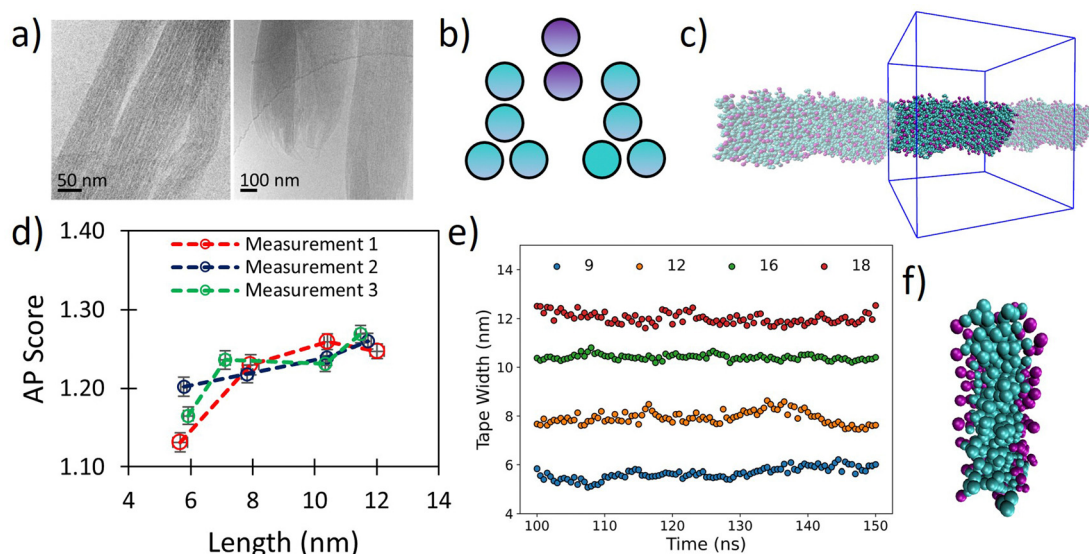 a)
50 nm
100 nm
b)
c)
d)
1.40
1.30
1.20
1.10
AP Score
Measurement 1
Measurement 2
Measurement 3
4 6 8 10 12 14
Length (nm)
e)
9 12 16 18
14
12
10
8
6
4
Tape Width (nm)
100 110 120 130 140 150
Time (ns)
f)